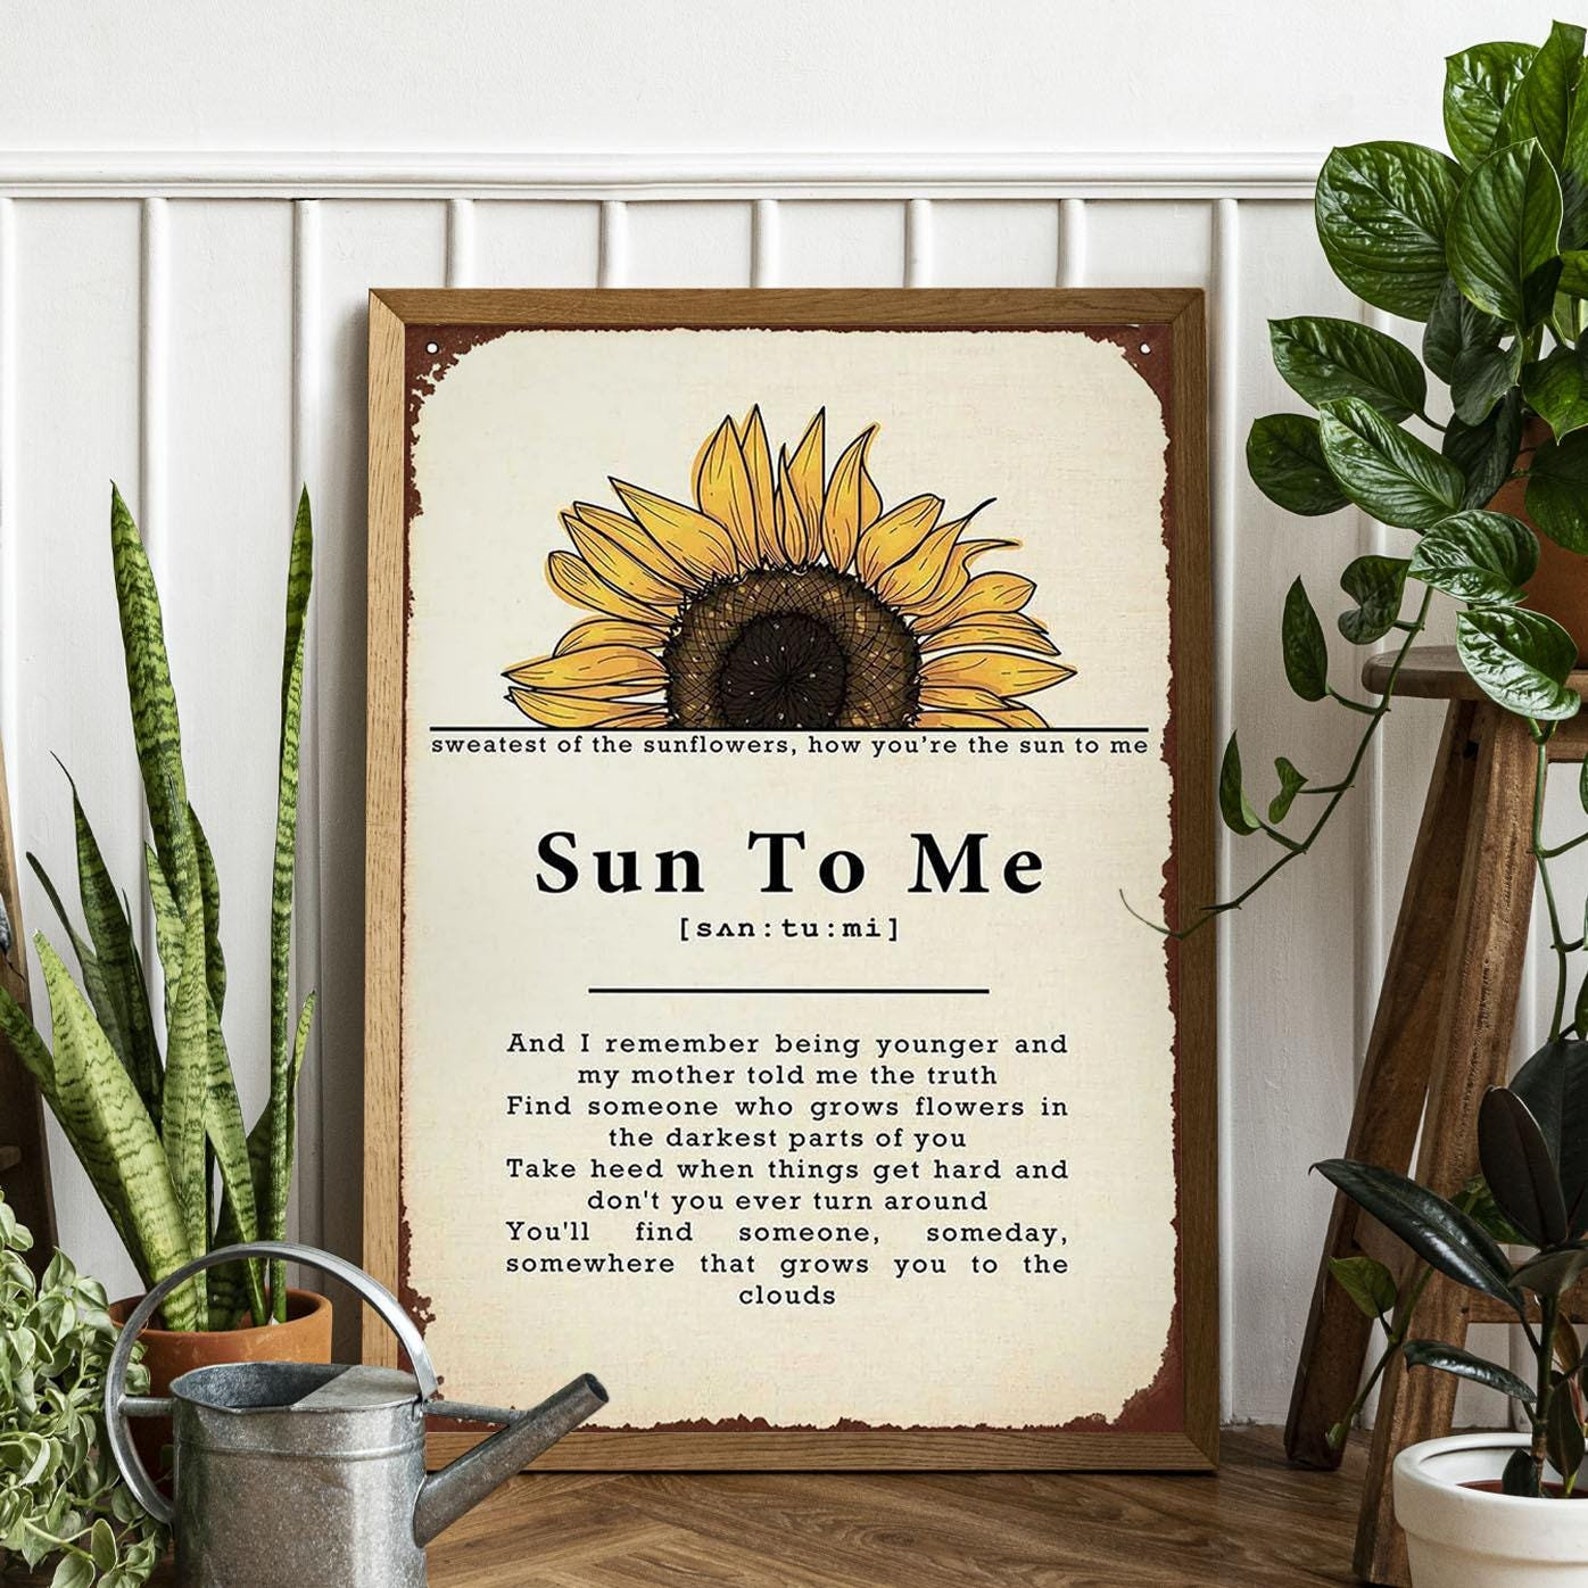 sweatest of the sunflowers, how you're the sun to me
Sun To Me
[sʌn:tu:mi]
And I remember being younger and
my mother told me the truth
Find someone who grows flowers in
the darkest parts of you
Take heed when things get hard and
don't you ever turn around
You'll find someone, someday,
somewhere that grows you to the
clouds